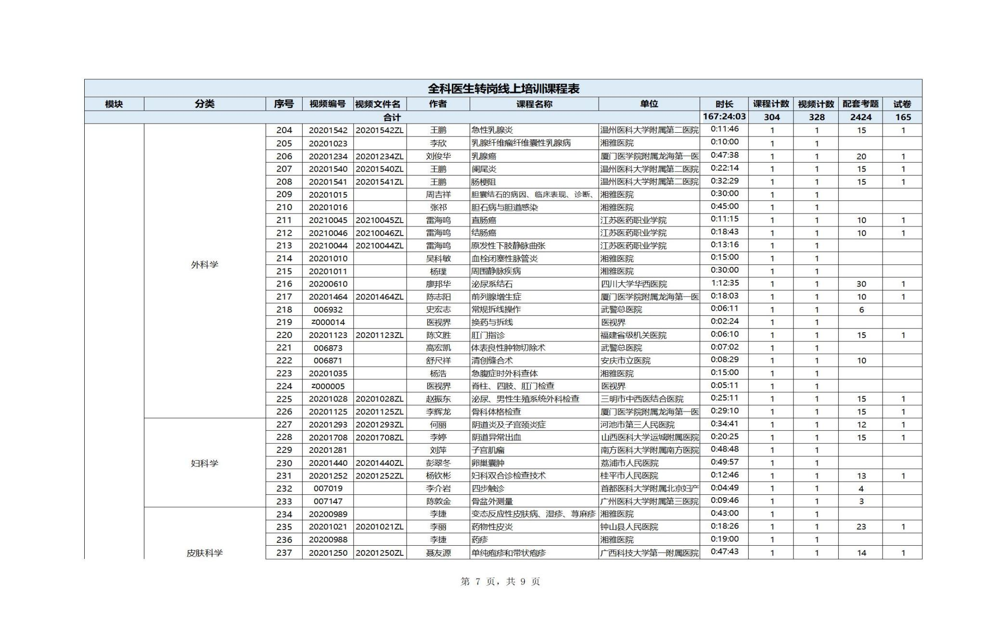 全科医生转岗线上培训课程表
模块 分类 序号 视频编号 视频文件名 作者 课程名称 单位 时长 课程计数 视频计数 配套考题 试卷
合计 167:24:03 304 328 2424 165
204 20201542 20201542ZL 王鹏 急性乳腺炎 温州医科大学附属第二医院 0:11:46 1 1 15 1
205 20201023 李欣 乳腺纤维瘤纤维囊性乳腺病 湘雅医院 0:10:00 1 1
206 20201234 20201234ZL 刘俊华 乳腺癌 厦门医学院附属龙海第一医 0:47:38 1 1 20 1
207 20201540 20201540ZL 王鹏 阑尾炎 温州医科大学附属第二医院 0:22:14 1 1 15 1
208 20201541 20201541ZL 王鹏 肠梗阻 温州医科大学附属第二医院 0:32:29 1 1 15 1
209 20201015 周吉祥 胆囊结石的病因、临床表现、诊断、 湘雅医院 0:30:00 1 1
210 20201016 张祁 胆石病与胆道感染 湘雅医院 0:45:00 1 1
211 20210045 20210045ZL 雷海鸣 直肠癌 江苏医药职业学院 0:11:15 1 1 10 1
212 20210046 20210046ZL 雷海鸣 结肠癌 江苏医药职业学院 0:18:43 1 1 10 1
213 20210044 20210044ZL 雷海鸣 原发性下肢静脉曲张 江苏医药职业学院 0:13:16 1 1
214 20201010 吴科敏 血栓闭塞性脉管炎 湘雅医院 0:15:00 1 1
外科学
215 20201011 杨璞 周围静脉疾病 湘雅医院 0:30:00 1 1
216 20200610 廖邦华 泌尿系结石 四川大学华西医院 1:12:35 1 1 30 1
217 20201464 20201464ZL 陈志阳 前列腺增生症 厦门医学院附属龙海第一医 0:18:03 1 1 10 1
218 006932 史宏志 常规拆线操作 武警总医院 0:06:11 1 1 6
219 z000014 医视界 换药与拆线 医视界 0:02:24 1 1
220 20201123 20201123ZL 陈文胜 肛门指诊 福建省级机关医院 0:06:10 1 1 15 1
221 006873 高宏凯 体表良性肿物切除术 武警总医院 0:07:02 1 1
222 006871 舒尺祥 清创缝合术 安庆市立医院 0:08:29 1 1 10
223 20201035 杨浩 急腹症时外科查体 湘雅医院 0:15:00 1 1
224 z000005 医视界 脊柱、四肢、肛门检查 医视界 0:05:11 1 1
225 20201028 20201028ZL 赵振东 泌尿、男性生殖系统外科检查 三明市中西医结合医院 0:25:11 1 1 15 1
226 20201125 20201125ZL 李辉龙 骨科体格检查 厦门医学院附属龙海第一医 0:29:10 1 1 15 1
227 20201293 20201293ZL 何丽 阴道炎及子宫颈炎症 河池市第三人民医院 0:34:41 1 1 12 1
228 20201708 20201708ZL 李婷 阴道异常出血 山西医科大学运城附属医院 0:20:25 1 1 15 1
229 20201281 刘萍 子宫肌瘤 南方医科大学附属南方医院 0:48:48 1 1
妇科学 230 20201440 20201440ZL 彭翠冬 卵巢囊肿 荔浦市人民医院 0:49:57 1 1
231 20201252 20201252ZL 杨钦彬 妇科双合诊检查技术 桂平市人民医院 0:12:46 1 1 13 1
232 007019 李介岩 四步触诊 首都医科大学附属北京妇产 0:04:49 1 1 4
233 007147 陈敦金 骨盆外测量 广州医科大学附属第三医院 0:09:46 1 1 3
234 20200989 李捷 变态反应性皮肤病、湿疹、荨麻疹 湘雅医院 0:43:00 1 1
235 20201021 20201021ZL 李丽 药物性皮炎 钟山县人民医院 0:18:26 1 1 23 1
236 20200988 李捷 药疹 湘雅医院 0:19:00 1 1
皮肤科学 237 20201250 20201250ZL 聂友源 单纯疱疹和带状疱疹 广西科技大学第一附属医院 0:47:43 1 1 14 1
第 7 页，共 9 页